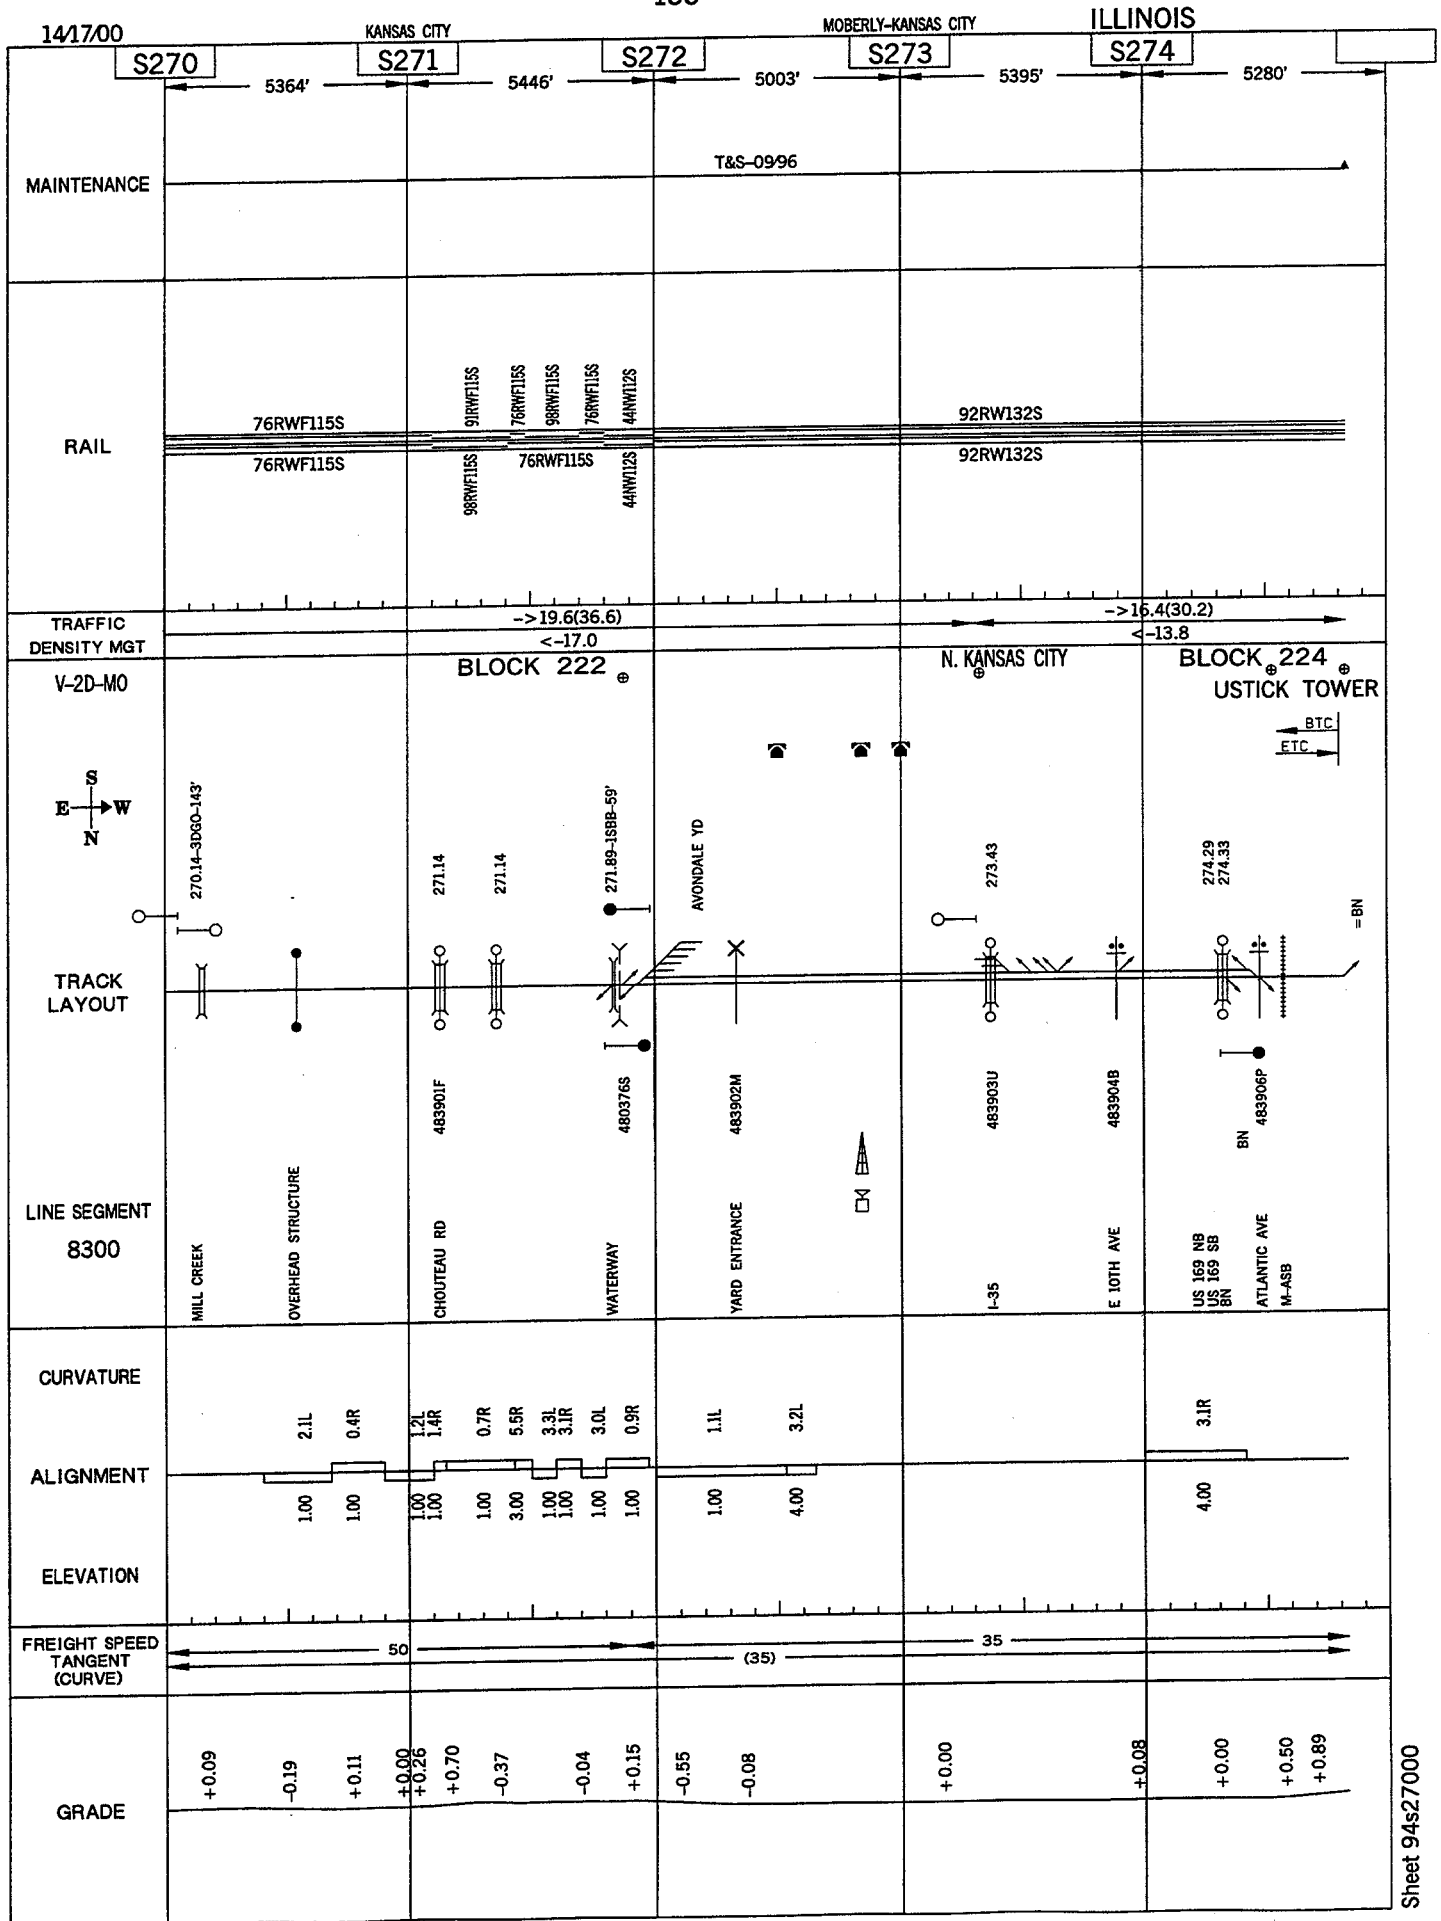 14/17/00
KANSAS CITY
MOBERLY-KANSAS CITY
ILLINOIS
S270
S271
S272
S273
S274
5364'
5446'
5003'
5395'
5280'
MAINTENANCE
T&S-09/96
RAIL
76RWF115S
91RWF115S
76RWF115S
98RWF115S
76RWF115S
44NW112S
92RW132S
76RWF115S
98RWF115S
76RWF115S
44NW112S
92RW132S
TRAFFIC
DENSITY MGT
->19.6(36.6)
<-17.0
->16.4(30.2)
<-13.8
V-2D-MO
BLOCK 222
N. KANSAS CITY
BLOCK 224
USTICK TOWER
BTC
ETC
S
E W
N
270.14-3DGO-143'
271.14
271.14
271.89-1SBB-59'
AVONDALE YD
273.43
274.29
274.33
=BN
TRACK
LAYOUT
483901F
480376S
483902M
483903U
483904B
BN
483906P
LINE SEGMENT
8300
MILL CREEK
OVERHEAD STRUCTURE
CHOUTEAU RD
WATERWAY
YARD ENTRANCE
I-35
E 10TH AVE
US 169 NB
US 169 SB
BN
ATLANTIC AVE
M-ASB
CURVATURE
2.1L
0.4R
1.2L
1.4R
0.7R
5.5R
3.3L
3.1R
3.0L
0.9R
1.1L
3.2L
3.1R
ALIGNMENT
1.00
1.00
1.00
1.00
1.00
3.00
1.00
1.00
1.00
1.00
1.00
4.00
4.00
ELEVATION
FREIGHT SPEED
TANGENT
(CURVE)
50
35
(35)
GRADE
+0.09
-0.19
+0.11
+0.00
+0.26
+0.70
-0.37
-0.04
+0.15
-0.55
-0.08
+0.00
+0.08
+0.00
+0.50
+0.89
Sheet 94s27000